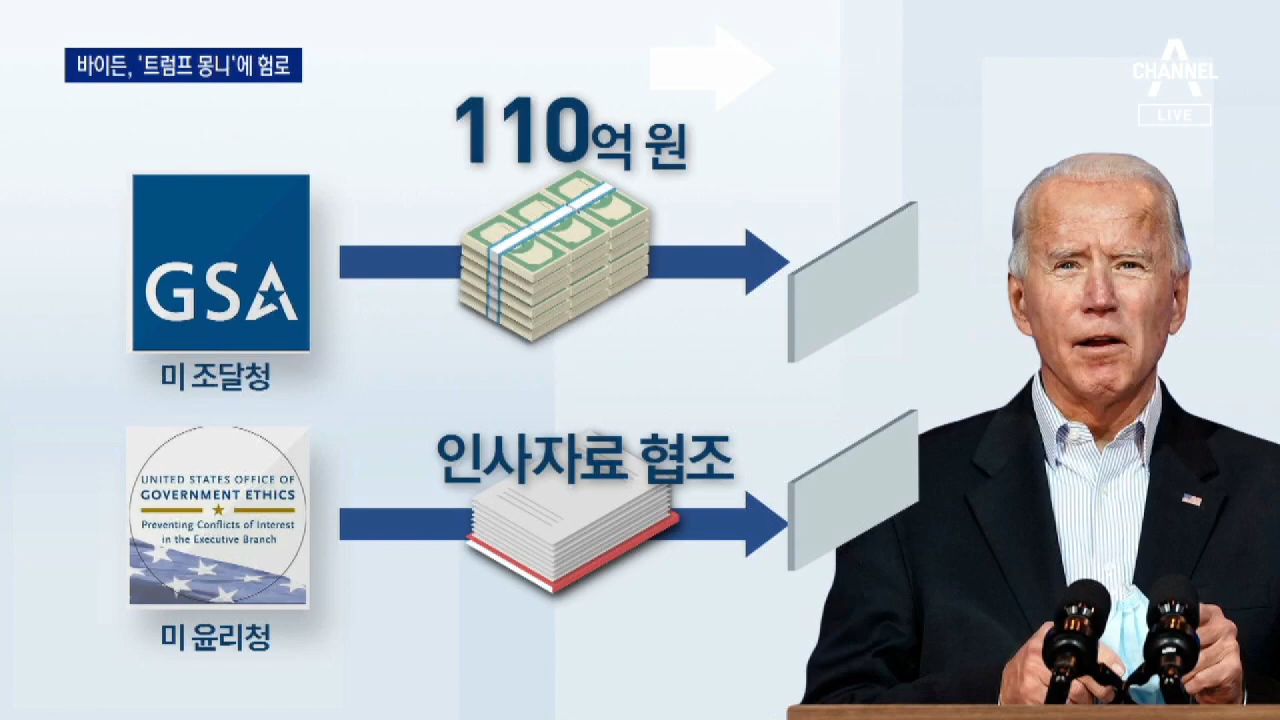 바이든, '트럼프 몽니'에 험로
CHANNEL A
LIVE
110억 원
GSA
미 조달청
인사자료 협조
UNITED STATES OFFICE OF
GOVERNMENT ETHICS
Preventing Conflicts of Interest
in the Executive Branch
미 윤리청